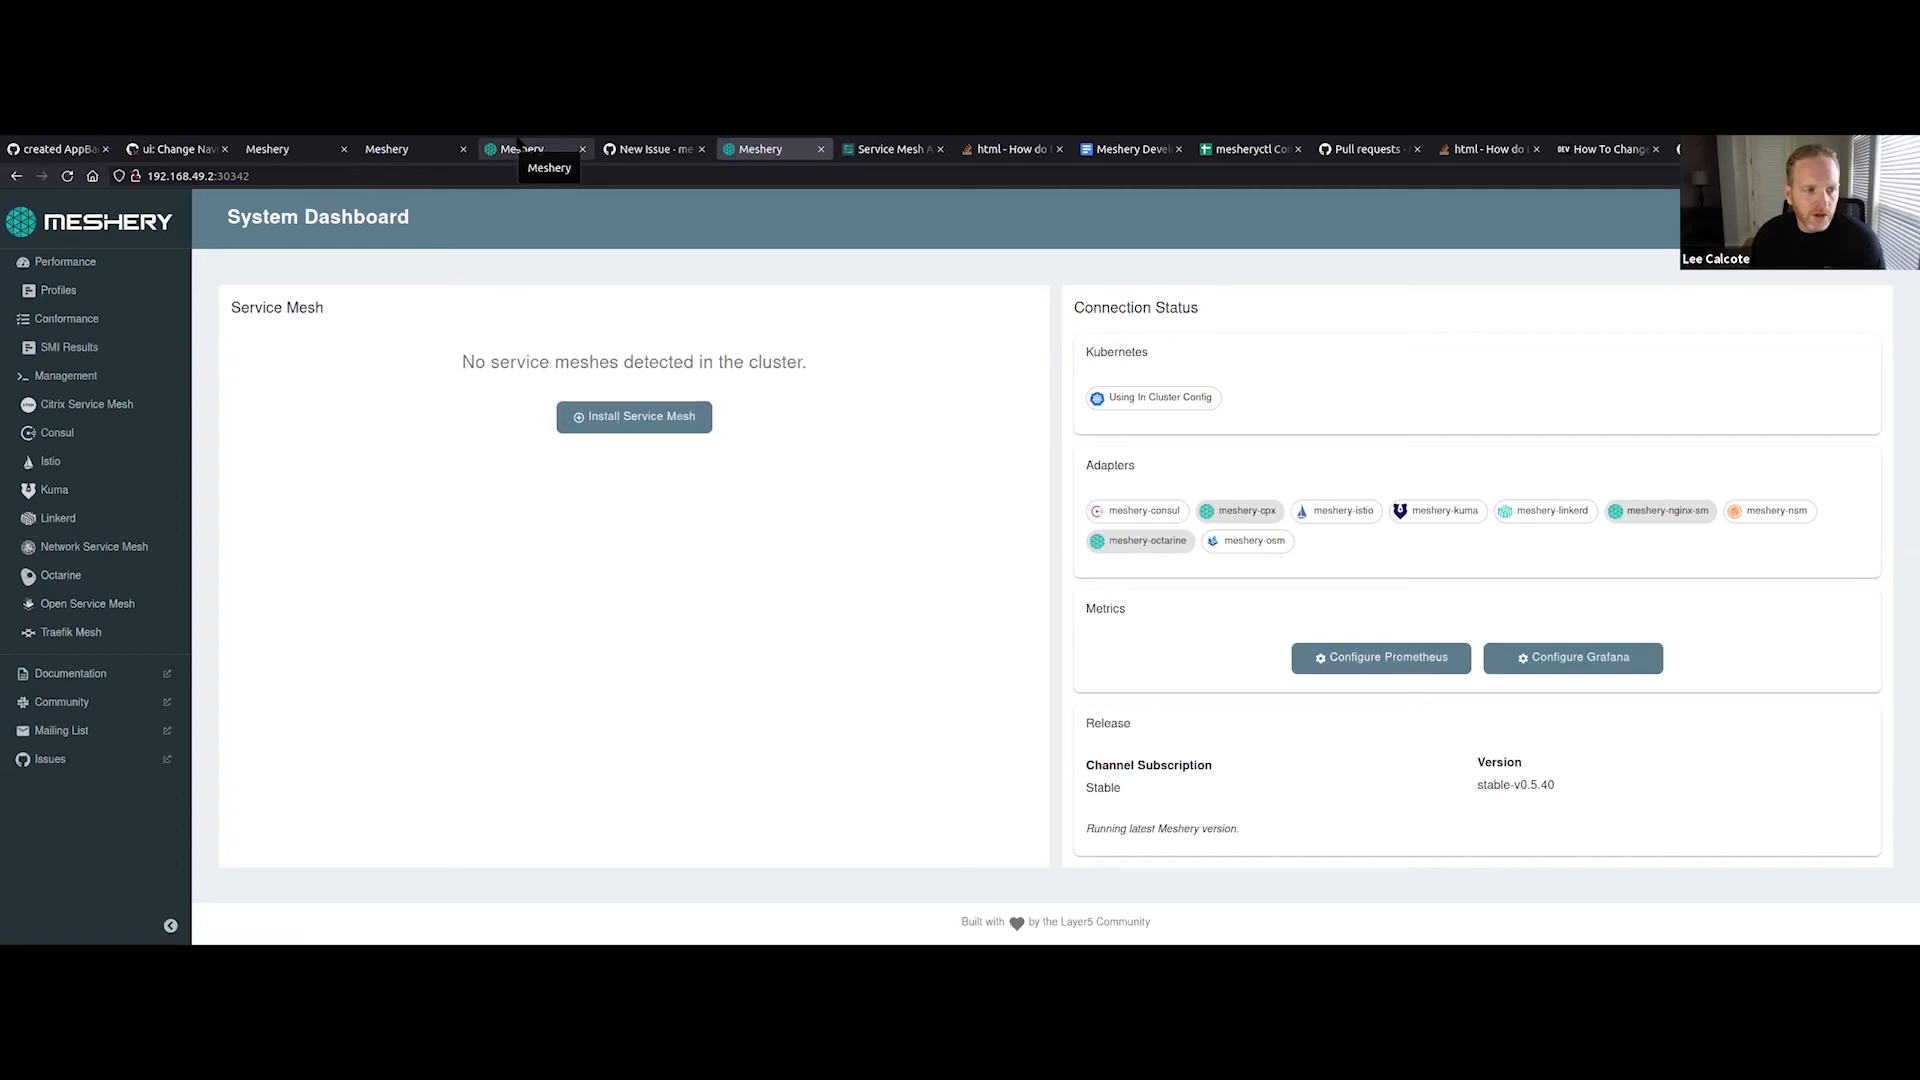 created AppBa
ui: Change Navi
Meshery
Meshery
Meshery
New Issue · me
Meshery
Service Mesh A
html - How do
Meshery Devel
mesheryctl Con
Pull requests ·
html - How do
DEV How To Change
192.168.49.2:30342
Meshery
MESHERY
System Dashboard
Lee Calcote
Performance
Profiles
Conformance
SMI Results
Management
Citrix Service Mesh
Consul
Istio
Kuma
Linkerd
Network Service Mesh
Octarine
Open Service Mesh
Traefik Mesh
Documentation
Community
Mailing List
Issues
Service Mesh
No service meshes detected in the cluster.
Install Service Mesh
Connection Status
Kubernetes
Using In Cluster Config
Adapters
meshery-consul meshery-cpx meshery-istio meshery-kuma meshery-linkerd meshery-nginx-sm meshery-nsm
meshery-octarine meshery-osm
Metrics
Configure Prometheus Configure Grafana
Release
Channel Subscription
Stable
Version
stable-v0.5.40
Running latest Meshery version.
Built with by the Layer5 Community